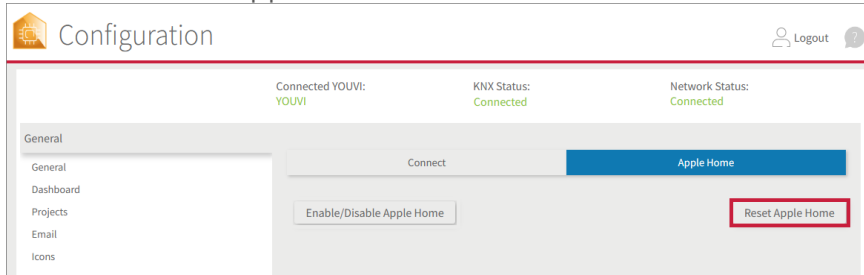 Configuration
Logout
?
Connected YOUVI: KNX Status: Network Status:
YOUVI Connected Connected
General
General
Dashboard
Projects
Email
Icons
Connect Apple Home
Enable/Disable Apple Home Reset Apple Home